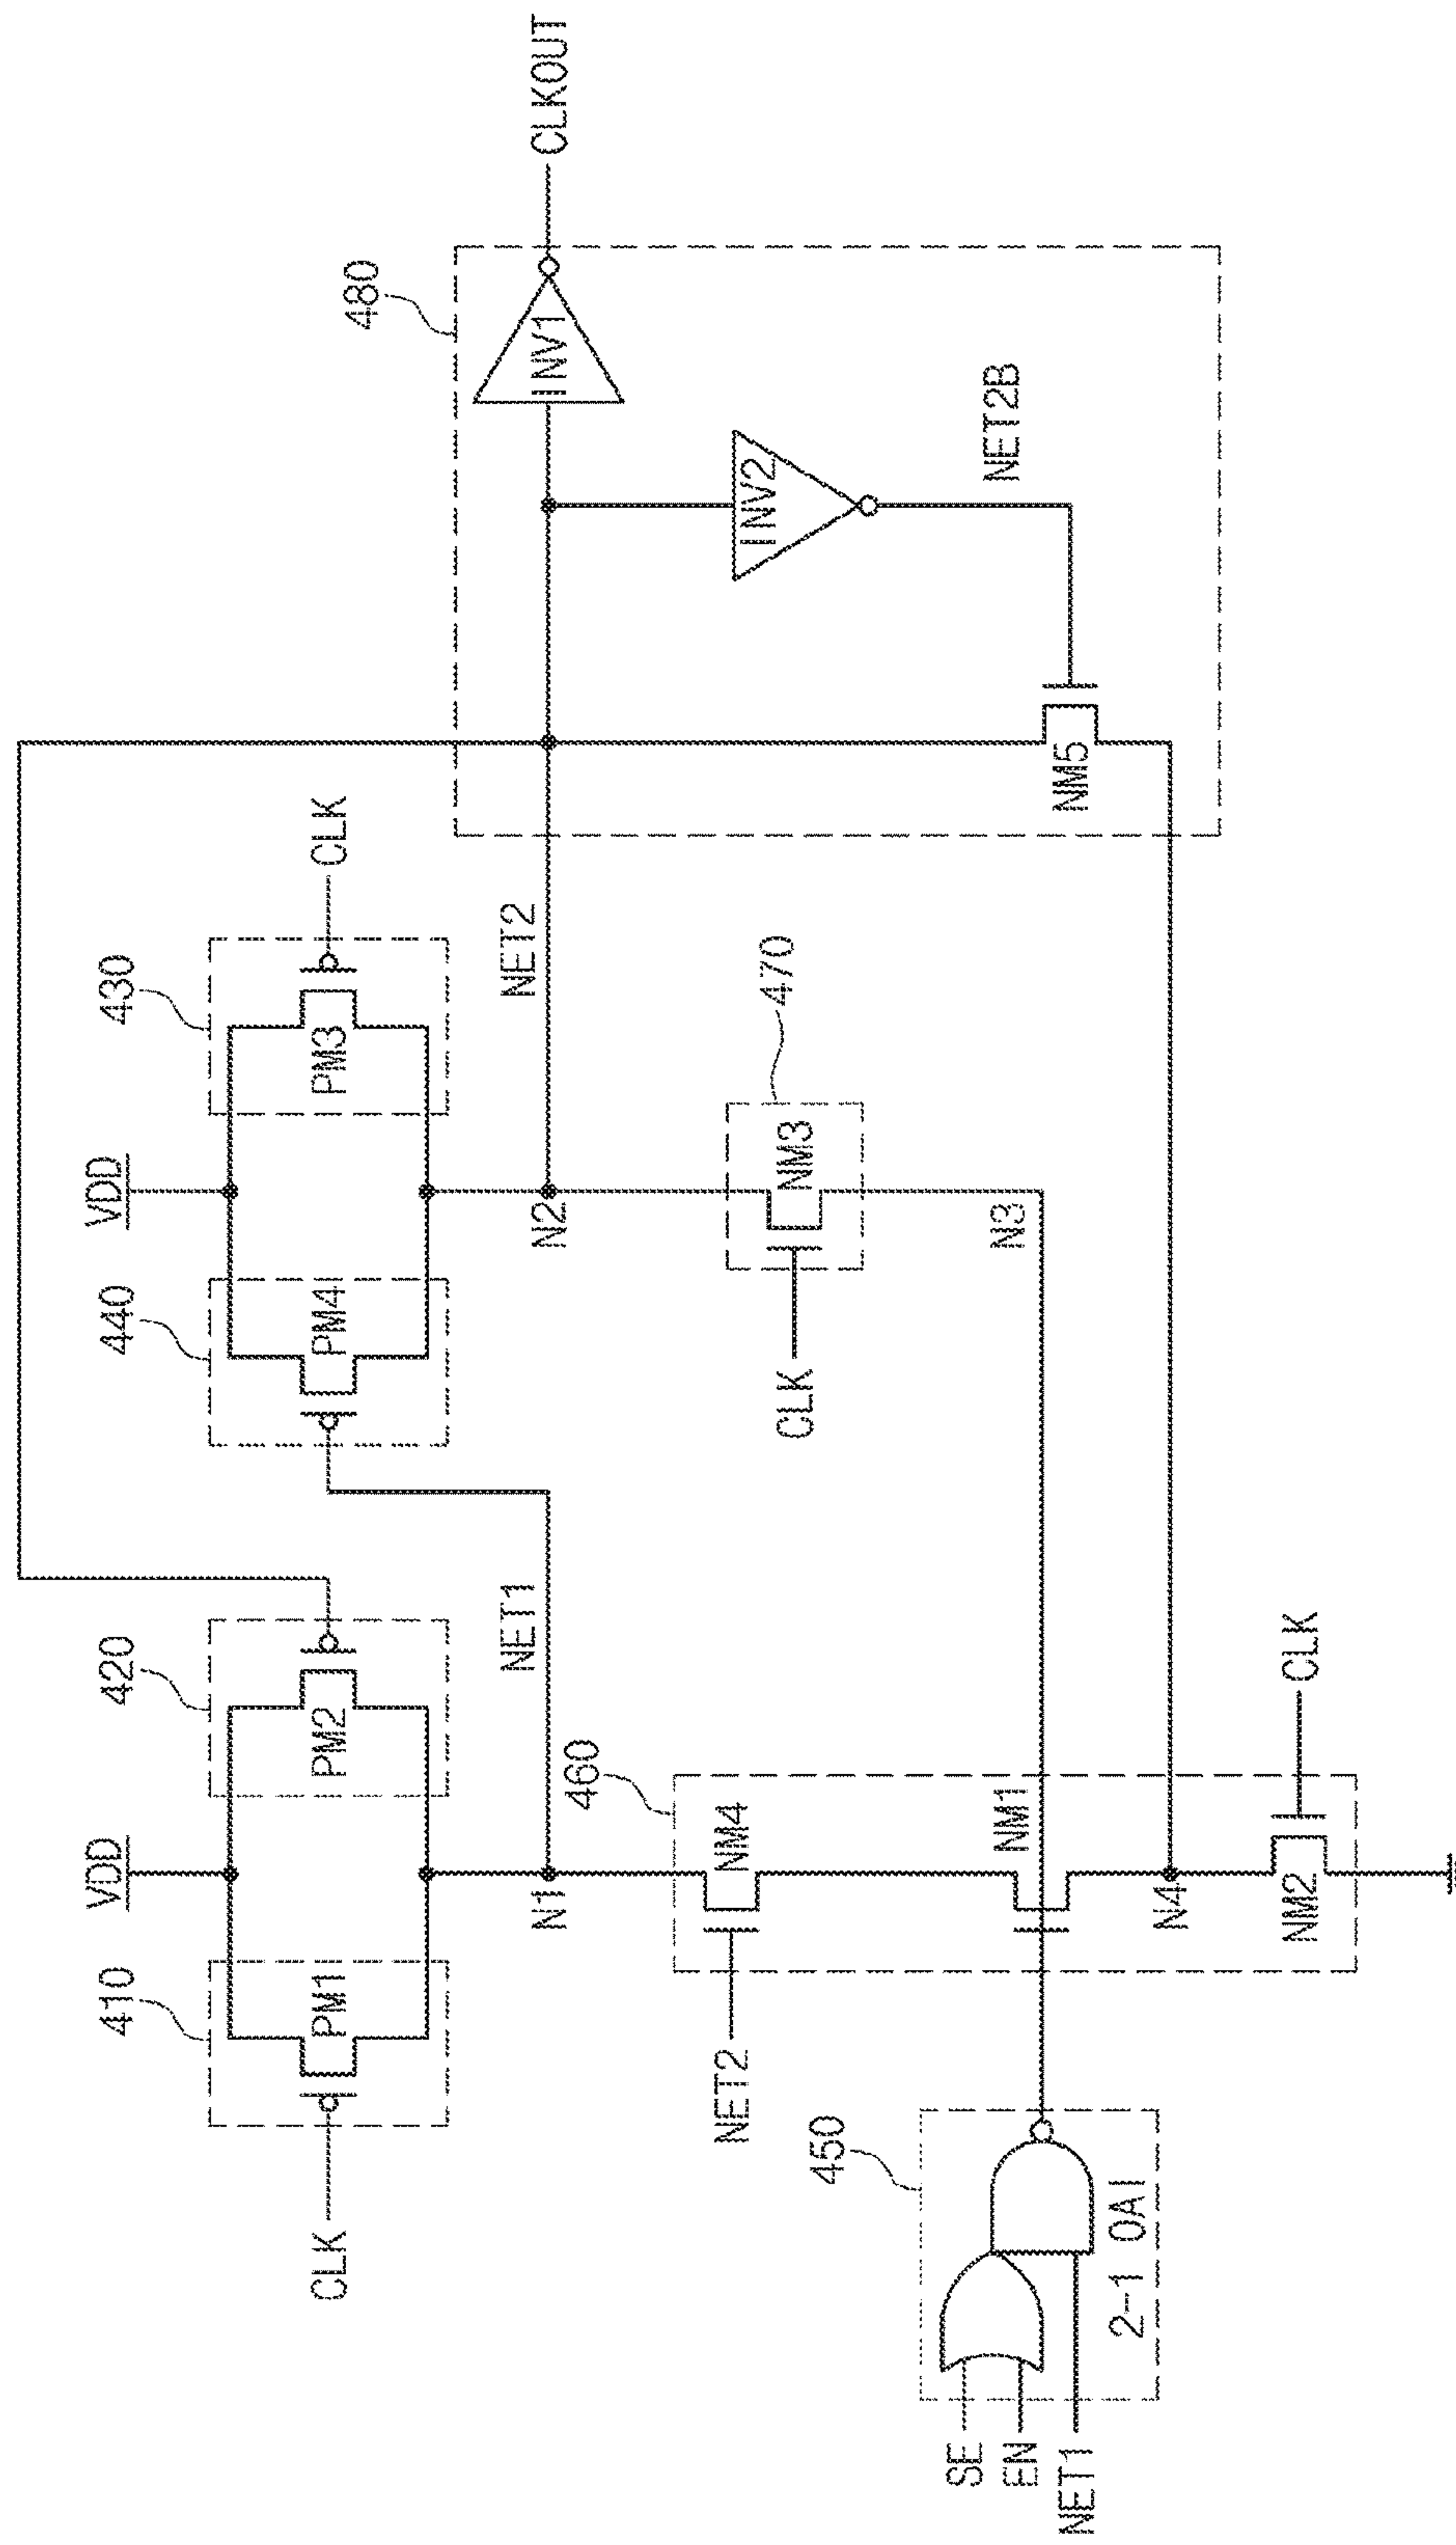 VDD
VDD
410
420
440
430
CLK
PM1
PM2
PM4
PM3
CLK
480
N1
NET1
N2
NET2
INV1
CLKOUT
460
NET2
NM4
CLK
NM3
470
INV2
450
SE
EN
NET1
2-1 OAI
NM1
N3
NM5
NET2B
N4
NM2
CLK